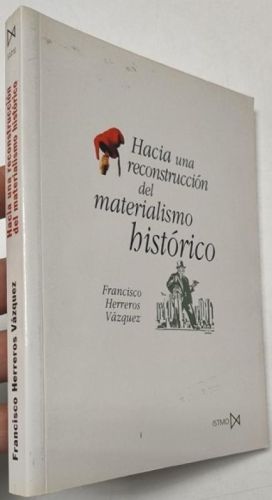 Hacia una reconstrucción
del materialismo histórico
Francisco Herreros Vázquez
Hacia una
reconstrucción
del
materialismo
histórico
Francisco
Herreros
Vázquez
ISTMO